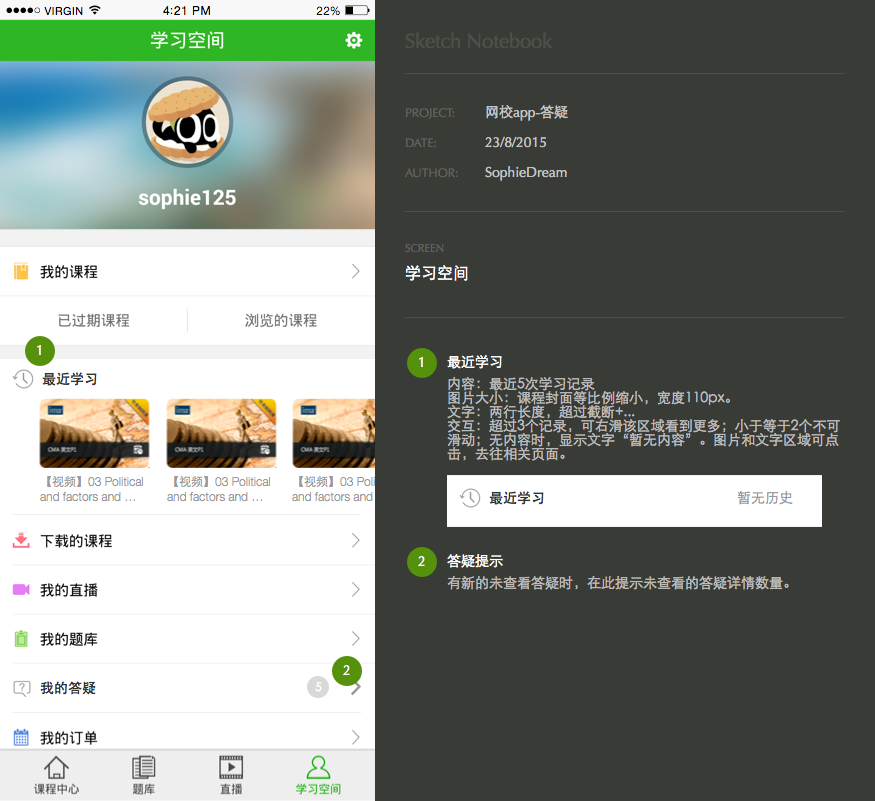 VIRGIN
4:21 PM
22%
学习空间
sophie125
我的课程
已过期课程
浏览的课程
1
最近学习
CMA 英文P1
CMA 英文P1
CMA 英文P1
【视频】03 Political
and factors and ...
【视频】03 Political
and factors and ...
【视频】03 Po
and factors a
下载的课程
我的直播
我的题库
2
我的答疑
5
我的订单
课程中心
题库
直播
学习空间
Sketch Notebook
PROJECT:
网校app-答疑
DATE:
23/8/2015
AUTHOR:
SophieDream
SCREEN
学习空间
1
最近学习
内容：最近5次学习记录
图片大小：课程封面等比例缩小，宽度110px。
文字：两行长度，超过截断+...
交互：超过3个记录，可右滑该区域看到更多；小于等于2个不可
滑动；无内容时，显示文字“暂无内容”。图片和文字区域可点
击，去往相关页面。
最近学习
暂无历史
2
答疑提示
有新的未查看答疑时，在此提示未查看的答疑详情数量。